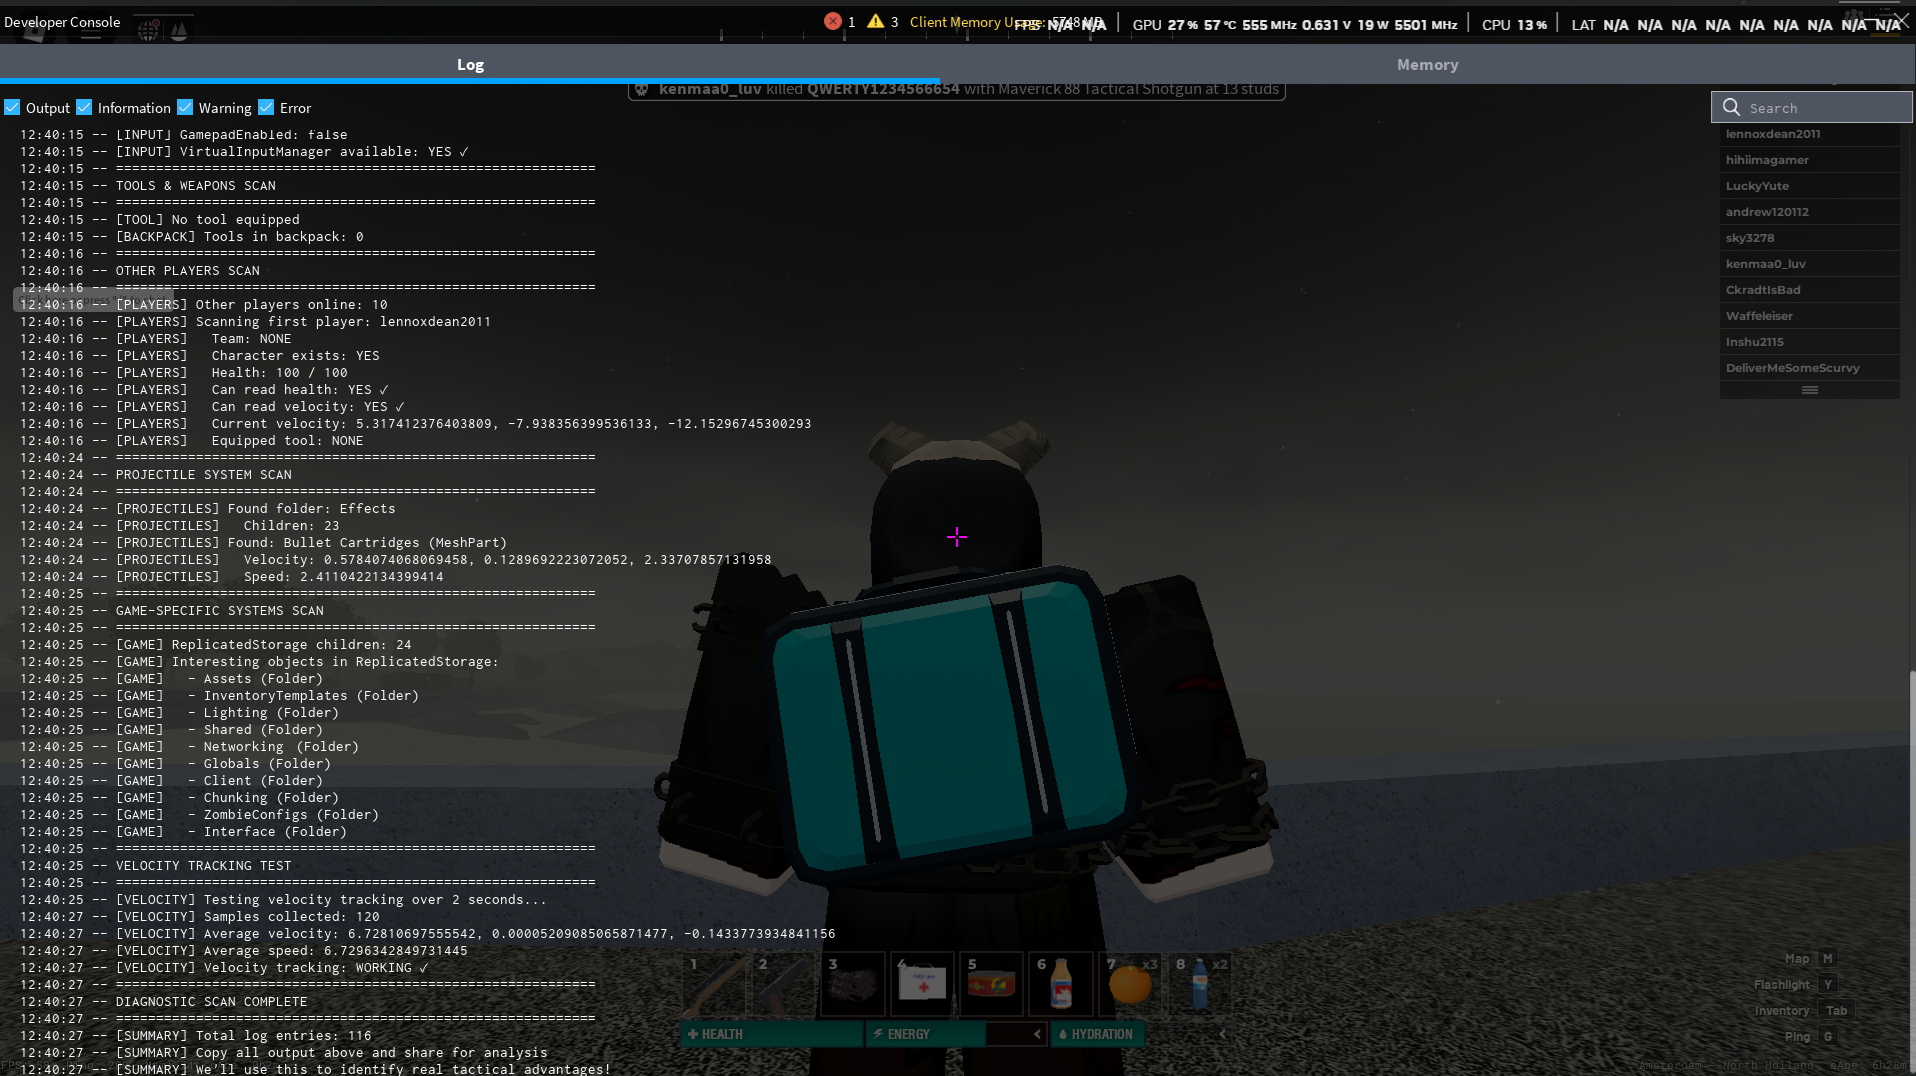 Developer Console
1
3
Client Memory Usage:
N/A N/A
GPU 27 % 57 °C 555 MHz 0.631 V 19 W 5501 MHz
CPU 13 %
LAT N/A N/A N/A N/A N/A N/A N/A N/A N/A
Log
Memory
kenmaa0_luv killed QWERTY1234566654 with Maverick 88 Tactical Shotgun at 13 studs
Output Information Warning Error
Search
12:40:15 -- [INPUT] GamepadEnabled: false
12:40:15 -- [INPUT] VirtualInputManager available: YES ✓
12:40:15 -- ============================================================
12:40:15 -- TOOLS & WEAPONS SCAN
12:40:15 -- ============================================================
12:40:15 -- [TOOL] No tool equipped
12:40:15 -- [BACKPACK] Tools in backpack: 0
12:40:16 -- ============================================================
12:40:16 -- OTHER PLAYERS SCAN
12:40:16 -- ============================================================
12:40:16 -- [PLAYERS] Other players online: 10
12:40:16 -- [PLAYERS] Scanning first player: lennoxdean2011
12:40:16 -- [PLAYERS]   Team: NONE
12:40:16 -- [PLAYERS]   Character exists: YES
12:40:16 -- [PLAYERS]   Health: 100 / 100
12:40:16 -- [PLAYERS]   Can read health: YES ✓
12:40:16 -- [PLAYERS]   Can read velocity: YES ✓
12:40:16 -- [PLAYERS]   Current velocity: 5.317412376403809, -7.938356399536133, -12.15296745300293
12:40:16 -- [PLAYERS]   Equipped tool: NONE
12:40:24 -- ============================================================
12:40:24 -- PROJECTILE SYSTEM SCAN
12:40:24 -- ============================================================
12:40:24 -- [PROJECTILES] Found folder: Effects
12:40:24 -- [PROJECTILES]   Children: 23
12:40:24 -- [PROJECTILES] Found: Bullet Cartridges (MeshPart)
12:40:24 -- [PROJECTILES]   Velocity: 0.5784074068069458, 0.1289692223072052, 2.33707857131958
12:40:24 -- [PROJECTILES]   Speed: 2.4110422134399414
12:40:25 -- ============================================================
12:40:25 -- GAME-SPECIFIC SYSTEMS SCAN
12:40:25 -- ============================================================
12:40:25 -- [GAME] ReplicatedStorage children: 24
12:40:25 -- [GAME] Interesting objects in ReplicatedStorage:
12:40:25 -- [GAME]   - Assets (Folder)
12:40:25 -- [GAME]   - InventoryTemplates (Folder)
12:40:25 -- [GAME]   - Lighting (Folder)
12:40:25 -- [GAME]   - Shared (Folder)
12:40:25 -- [GAME]   - Networking (Folder)
12:40:25 -- [GAME]   - Globals (Folder)
12:40:25 -- [GAME]   - Client (Folder)
12:40:25 -- [GAME]   - Chunking (Folder)
12:40:25 -- [GAME]   - ZombieConfigs (Folder)
12:40:25 -- [GAME]   - Interface (Folder)
12:40:25 -- ============================================================
12:40:25 -- VELOCITY TRACKING TEST
12:40:25 -- ============================================================
12:40:25 -- [VELOCITY] Testing velocity tracking over 2 seconds...
12:40:27 -- [VELOCITY] Samples collected: 120
12:40:27 -- [VELOCITY] Average velocity: 6.72810697555542, 0.00005209085065871477, -0.1433773934841156
12:40:27 -- [VELOCITY] Average speed: 6.7296342849731445
12:40:27 -- [VELOCITY] Velocity tracking: WORKING ✓
12:40:27 -- ============================================================
12:40:27 -- DIAGNOSTIC SCAN COMPLETE
12:40:27 -- ============================================================
12:40:27 -- [SUMMARY] Total log entries: 116
12:40:27 -- [SUMMARY] Copy all output above and share for analysis
12:40:27 -- [SUMMARY] We'll use this to identify real tactical advantages!
lennoxdean2011
hihiimagamer
LuckyYute
andrew120112
sky3278
kenmaa0_luv
CkradtIsBad
Waffeleiser
Inshu2115
DeliverMeSomeScurvy
1 2 3 4 5 6 7 x3 8 x2
FIRST AID
HEALTH
ENERGY
HYDRATION
Map M
Flashlight Y
Inventory Tab
Ping G